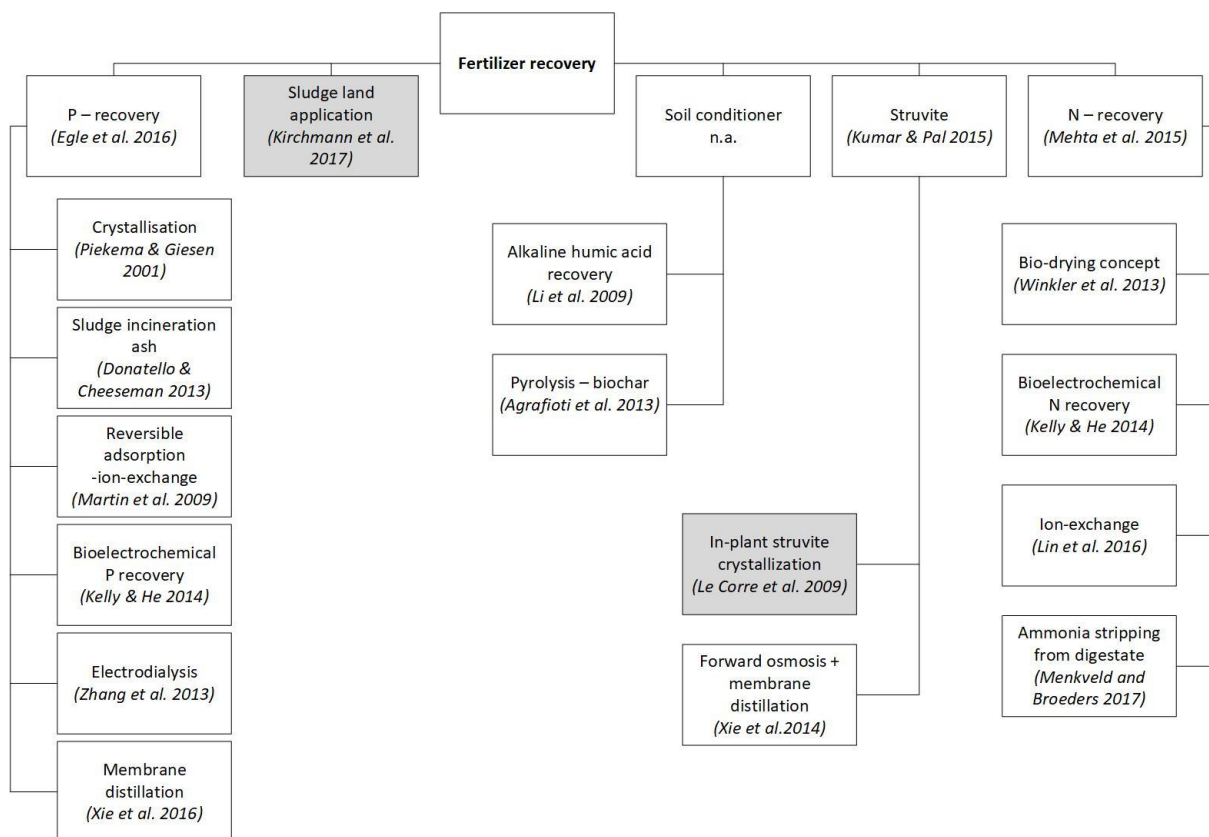 Fertilizer recovery
P – recovery
(Egle et al. 2016)
Sludge land
application
(Kirchmann et al.
2017)
Soil conditioner
n.a.
Struvite
(Kumar & Pal 2015)
N – recovery
(Mehta et al. 2015)
Crystallisation
(Piekema & Giesen
2001)
Sludge incineration
ash
(Donatello &
Cheeseman 2013)
Reversible
adsorption
-ion-exchange
(Martin et al. 2009)
Bioelectrochemical
P recovery
(Kelly & He 2014)
Electrodialysis
(Zhang et al. 2013)
Membrane
distillation
(Xie et al. 2016)
Alkaline humic acid
recovery
(Li et al. 2009)
Pyrolysis – biochar
(Agrafioti et al. 2013)
In-plant struvite
crystallization
(Le Corre et al. 2009)
Forward osmosis +
membrane
distillation
(Xie et al.2014)
Bio-drying concept
(Winkler et al. 2013)
Bioelectrochemical
N recovery
(Kelly & He 2014)
Ion-exchange
(Lin et al. 2016)
Ammonia stripping
from digestate
(Menkveld and
Broeders 2017)